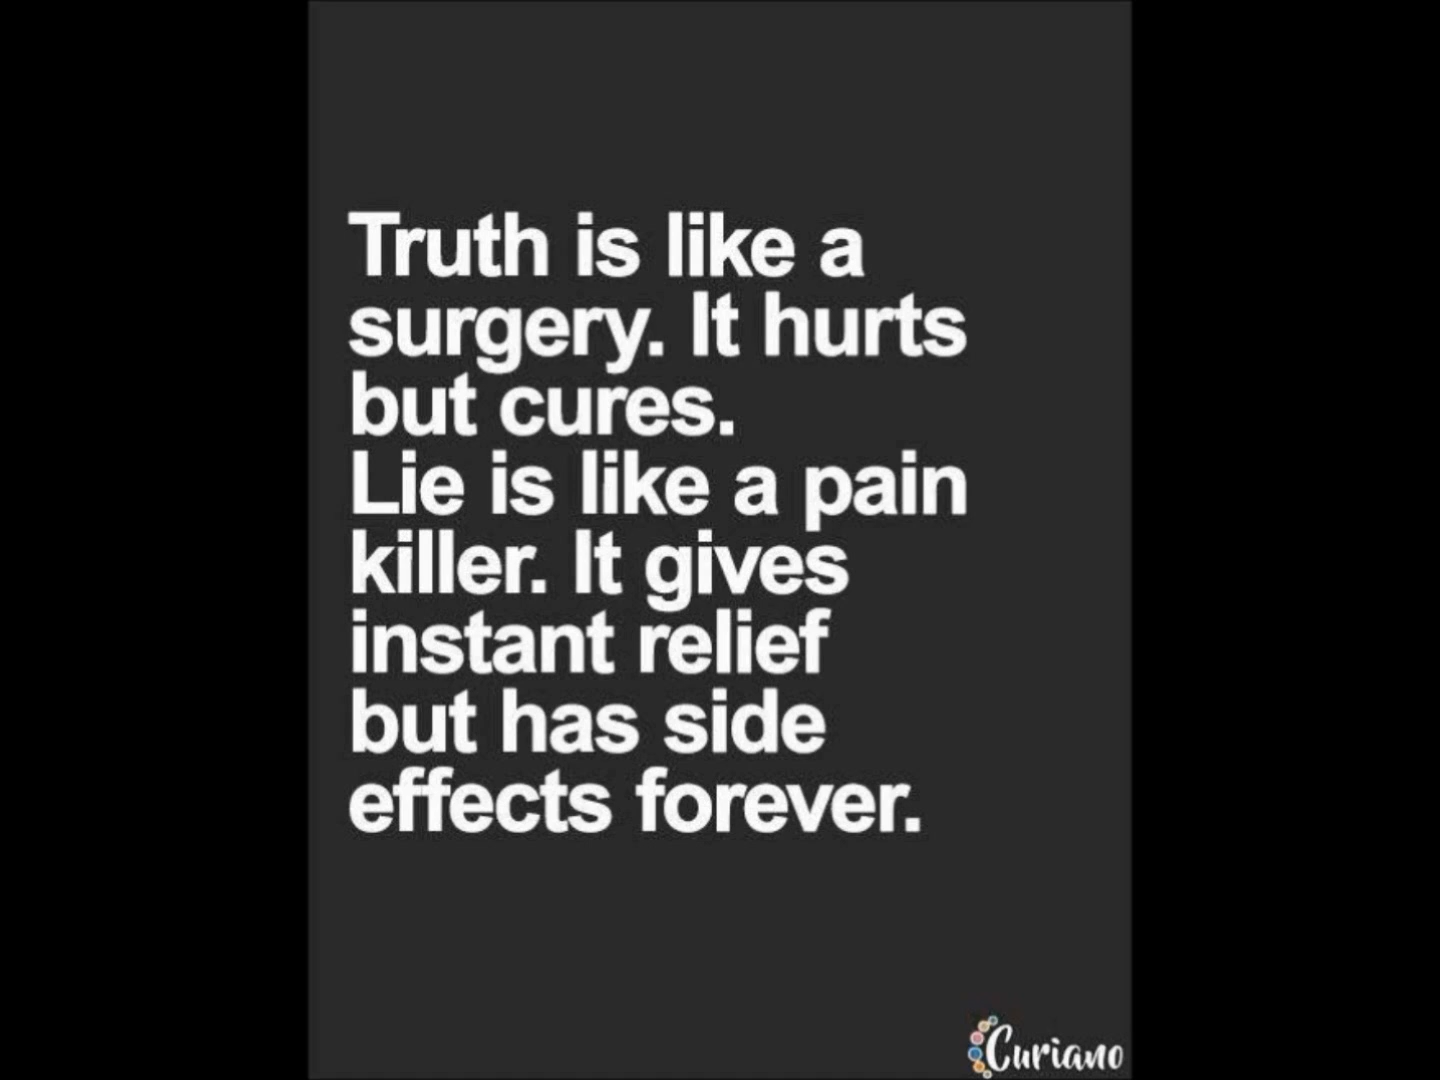 Truth is like a
surgery. It hurts
but cures.
Lie is like a pain
killer. It gives
instant relief
but has side
effects forever.
Curiano